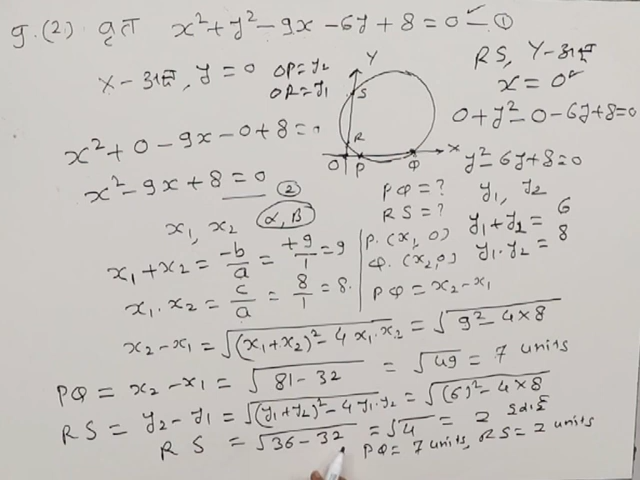 प्र.(2) वृत्त x²+y²-9x-6y+8=0 — ①
X-अक्ष, y=0
OP=y₂
OR=y₁
Y
S
R
O P Q X
RS, Y-अक्ष
x=0
0+y²-0-6y+8=0
x²+0-9x-0+8=0
y²-6y+8=0
x²-9x+8=0 — ②
PQ=?
RS=?
y₁, y₂
x₁, x₂ (α, β)
y₁+y₂=6
y₁.y₂=8
x₁+x₂ = -b/a = +9/1 = 9
P.(x₁, 0)
Q.(x₂,0)
x₁.x₂ = c/a = 8/1 = 8.
PQ=x₂-x₁
x₂-x₁ = √(x₁+x₂)²-4x₁.x₂ = √9²-4×8
PQ = x₂-x₁ = √81-32 = √49 = 7 units
RS = y₂-y₁ = √(y₁+y₂)²-4y₁.y₂ = √(6)²-4×8
RS = √36-32 = √4 = 2 इकाई
PQ=7 units, RS=2 units